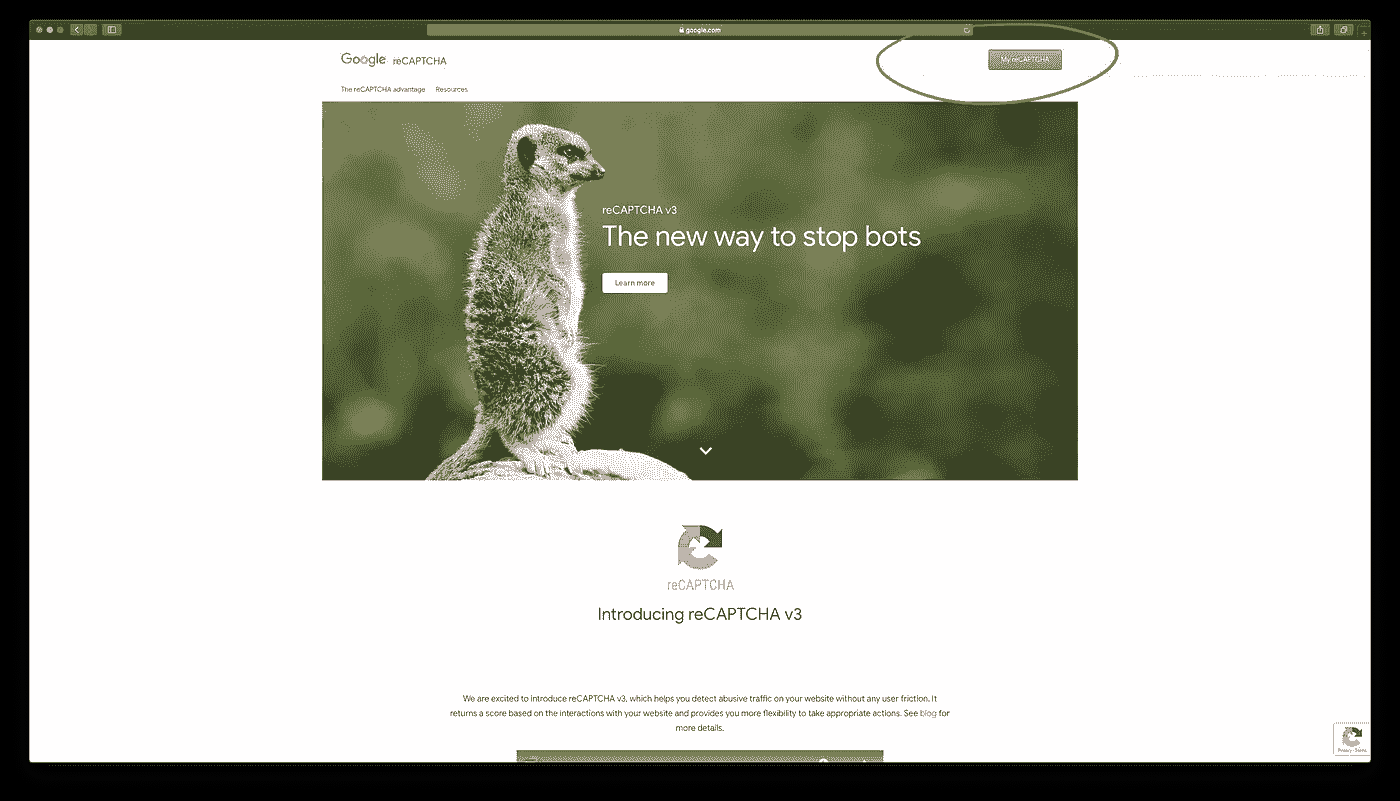 google.com
Google reCAPTCHA
My reCAPTCHA
The reCAPTCHA advantage Resources
reCAPTCHA v3
The new way to stop bots
Learn more
reCAPTCHA
Introducing reCAPTCHA v3
We are excited to introduce reCAPTCHA v3, which helps you detect abusive traffic on your website without any user friction. It
returns a score based on the interactions with your website and provides you more flexibility to take appropriate actions. See blog for
more details.